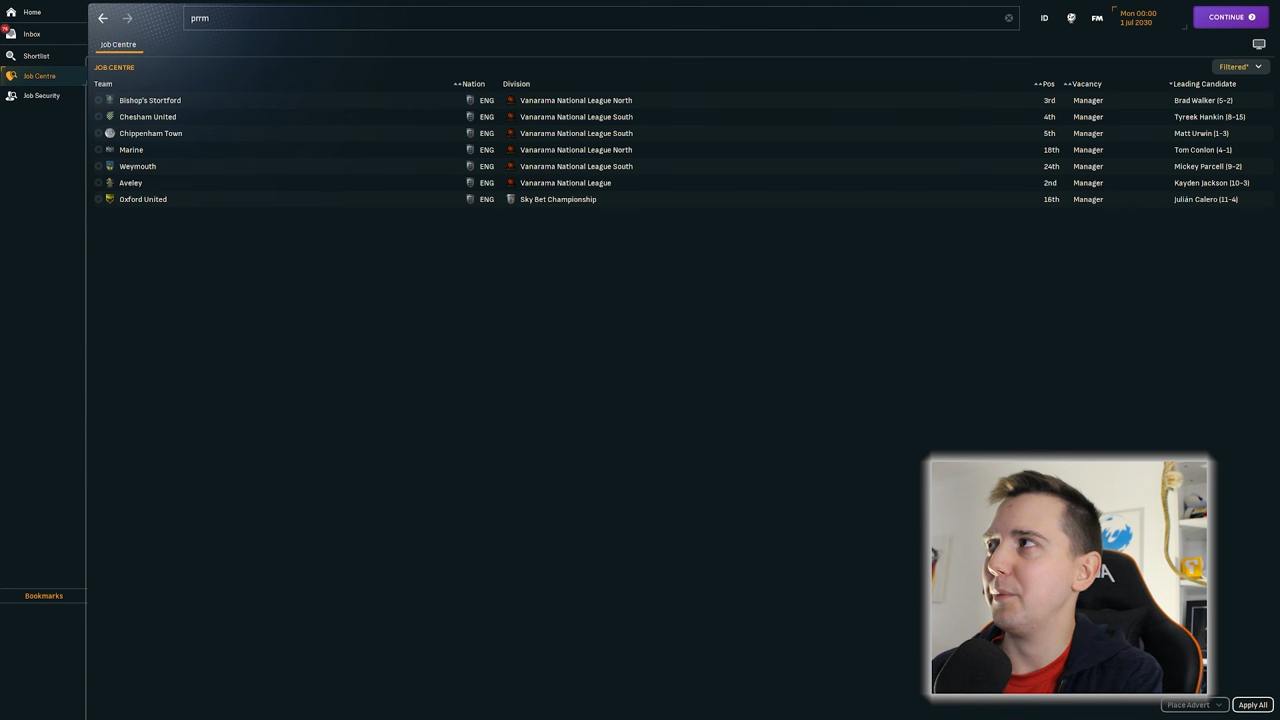 Home
prrm
ID
FM
Mon 00:00
1 Jul 2030
CONTINUE
Inbox
Job Centre
Shortlist
Job Centre
Job Security
JOB CENTRE
Filtered*
Team Nation Division Pos Vacancy Leading Candidate
Bishop's Stortford ENG Vanarama National League North 3rd Manager Brad Walker (5-2)
Chesham United ENG Vanarama National League South 4th Manager Tyreek Hankin (8-15)
Chippenham Town ENG Vanarama National League South 5th Manager Matt Urwin (1-3)
Marine ENG Vanarama National League North 18th Manager Tom Conlon (4-1)
Weymouth ENG Vanarama National League South 24th Manager Mickey Parcell (9-2)
Aveley ENG Vanarama National League 2nd Manager Kayden Jackson (10-3)
Oxford United ENG Sky Bet Championship 16th Manager Julián Calero (11-4)
Bookmarks
Place Advert
Apply All